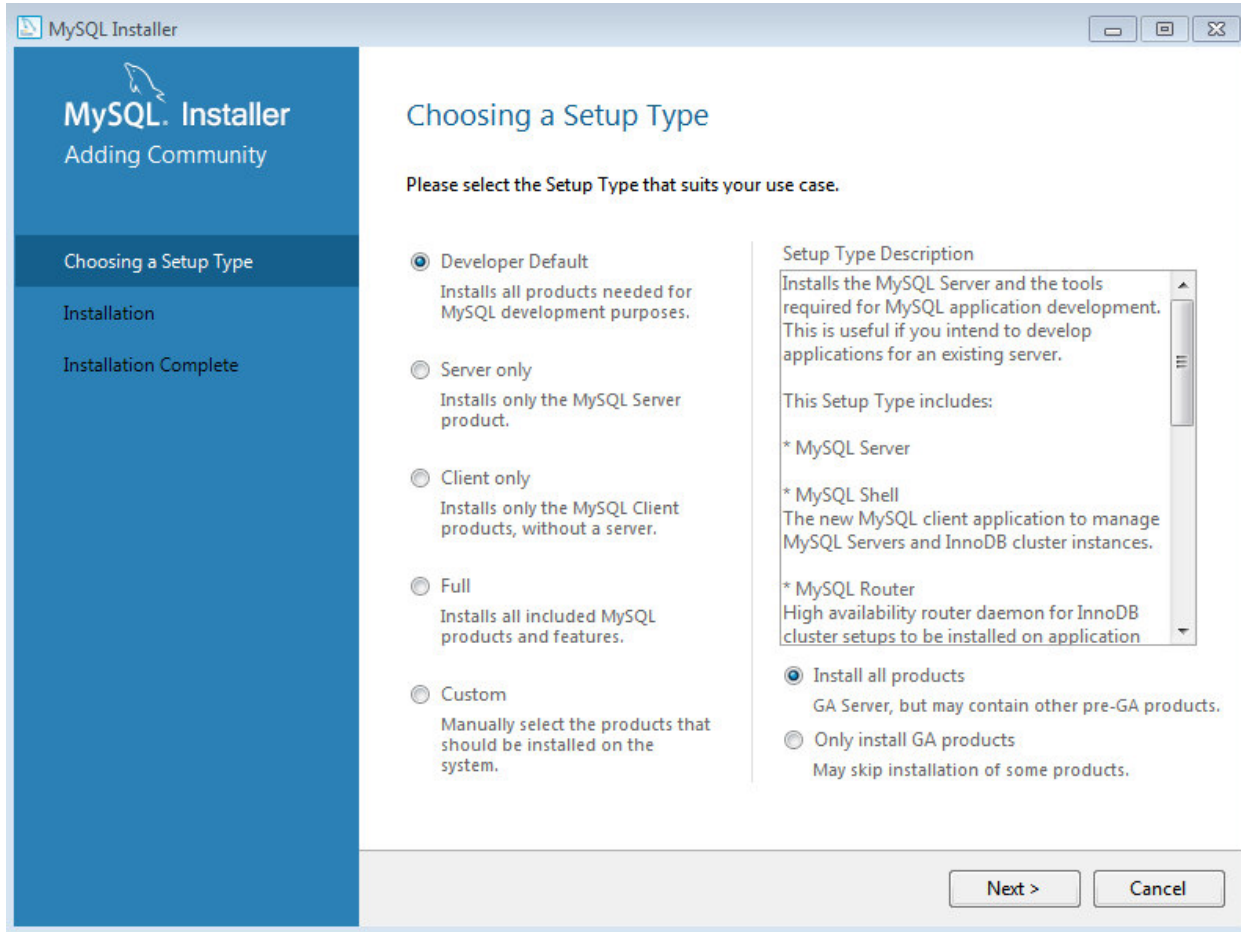 MySQL Installer
MySQL. Installer
Adding Community
Choosing a Setup Type
Installation
Installation Complete
Choosing a Setup Type
Please select the Setup Type that suits your use case.
Developer Default
Installs all products needed for
MySQL development purposes.
Server only
Installs only the MySQL Server
product.
Client only
Installs only the MySQL Client
products, without a server.
Full
Installs all included MySQL
products and features.
Custom
Manually select the products that
should be installed on the
system.
Setup Type Description
Installs the MySQL Server and the tools
required for MySQL application development.
This is useful if you intend to develop
applications for an existing server.
This Setup Type includes:
* MySQL Server
* MySQL Shell
The new MySQL client application to manage
MySQL Servers and InnoDB cluster instances.
* MySQL Router
High availability router daemon for InnoDB
cluster setups to be installed on application
Install all products
GA Server, but may contain other pre-GA products.
Only install GA products
May skip installation of some products.
Next >
Cancel